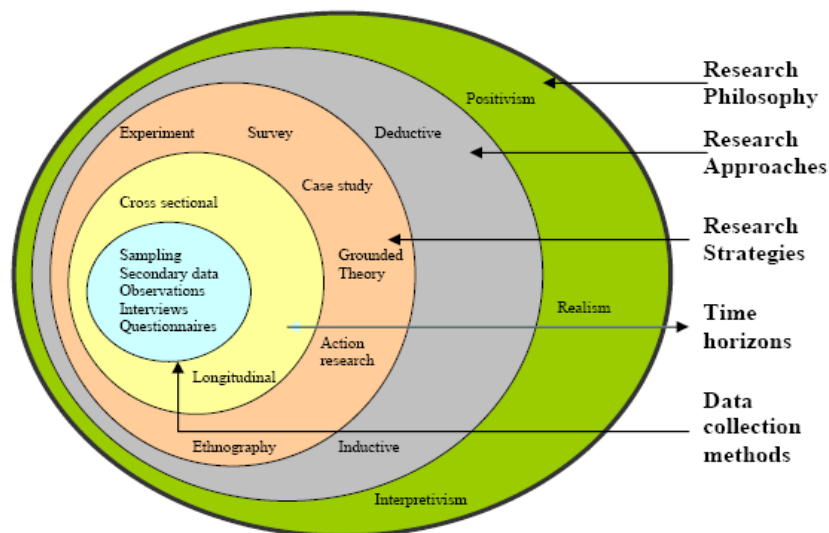 Positivism
Research
Philosophy
Experiment
Survey
Deductive
Research
Approaches
Case study
Cross sectional
Research
Strategies
Sampling
Secondary data
Observations
Interviews
Questionnaires
Grounded
Theory
Realism
Time
horizons
Action
research
Longitudinal
Data
collection
methods
Ethnography
Inductive
Interpretivism